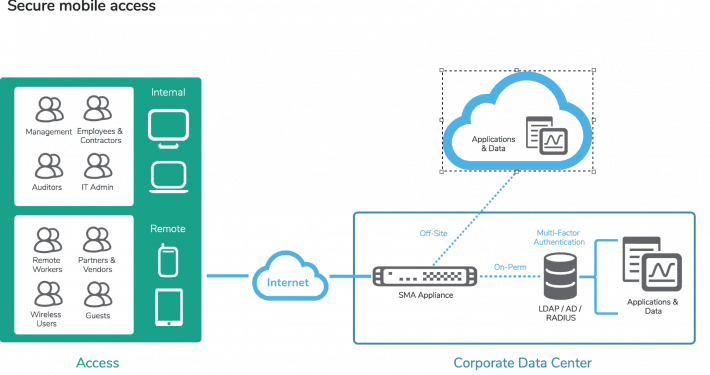 Secure mobile access
Internal
Management
Employees &
Contractors
Auditors
IT Admin
Remote
Remote
Workers
Partners &
Vendors
Wireless
Users
Guests
Access
Internet
Applications
& Data
Off-Site
SMA Appliance
On-Perm
Multi-Factor
Authentication
LDAP / AD /
RADIUS
Applications &
Data
Corporate Data Center